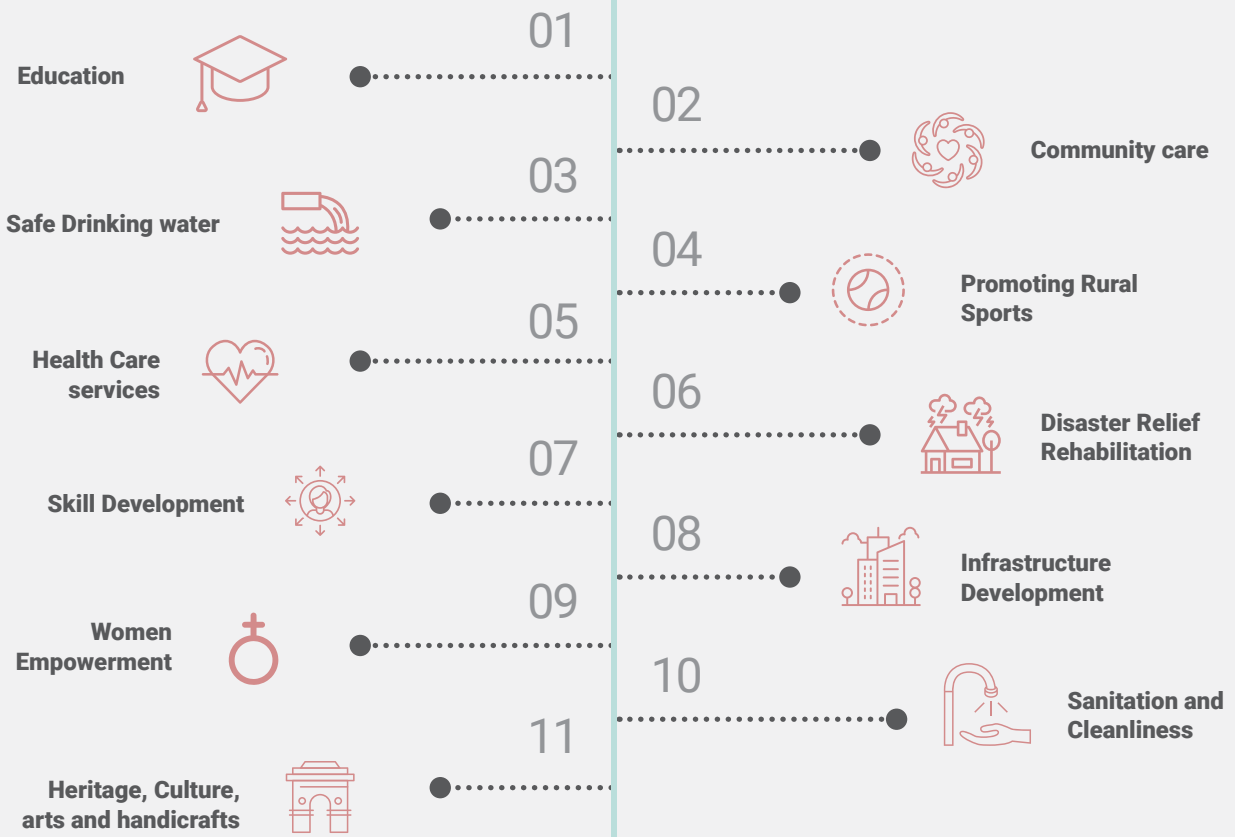 01
Education
02
Community care
03
Safe Drinking water
04
Promoting Rural
Sports
05
Health Care
services
06
Disaster Relief
Rehabilitation
07
Skill Development
08
Infrastructure
Development
09
Women
Empowerment
10
Sanitation and
Cleanliness
11
Heritage, Culture,
arts and handicrafts